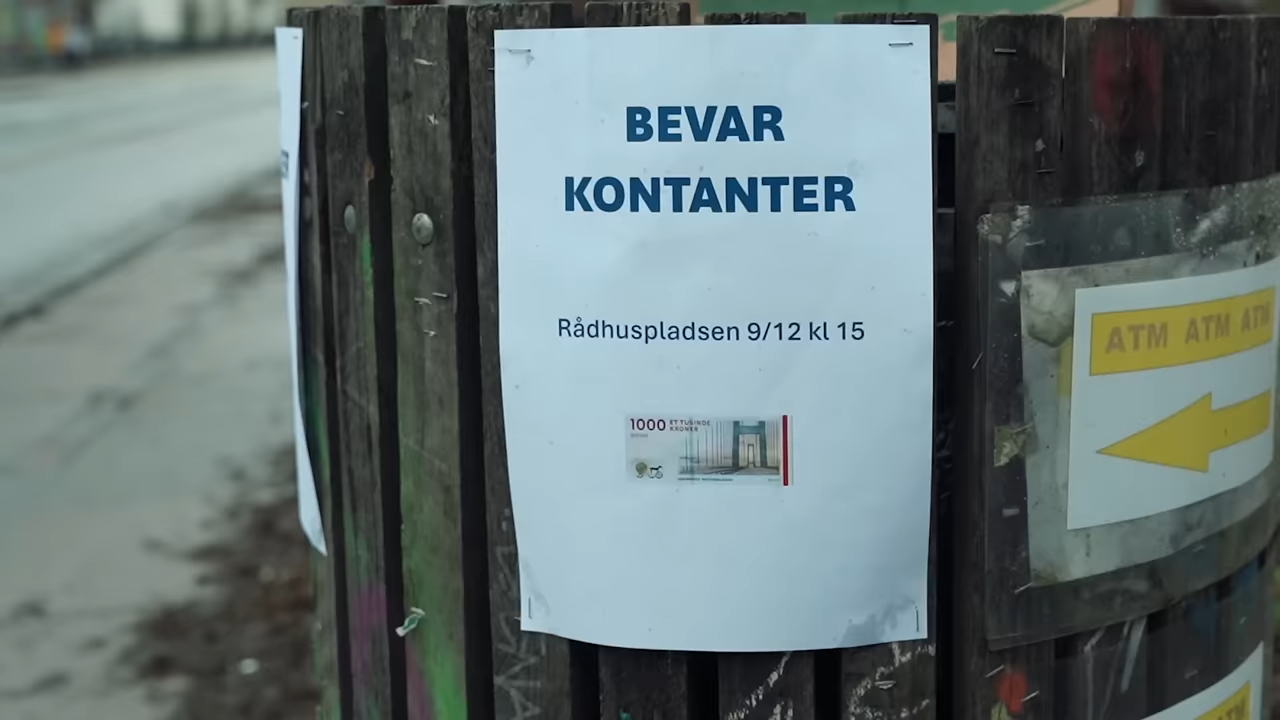 BEVAR
KONTANTER
Rådhuspladsen 9/12 kl 15
1000 ET TUSINDE
KRONER
ATM ATM ATM